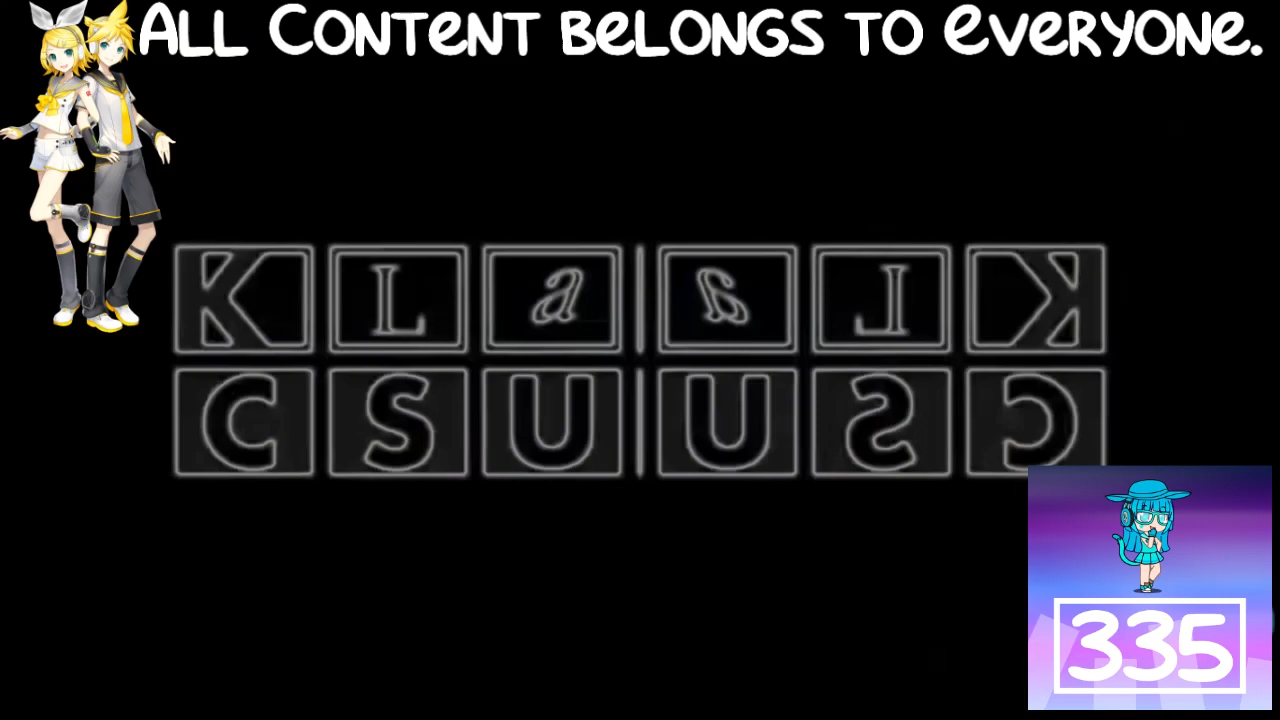 ALL CONTENT BELONGS TO EVERYONE.
K L a a L K
C S U U S C
335